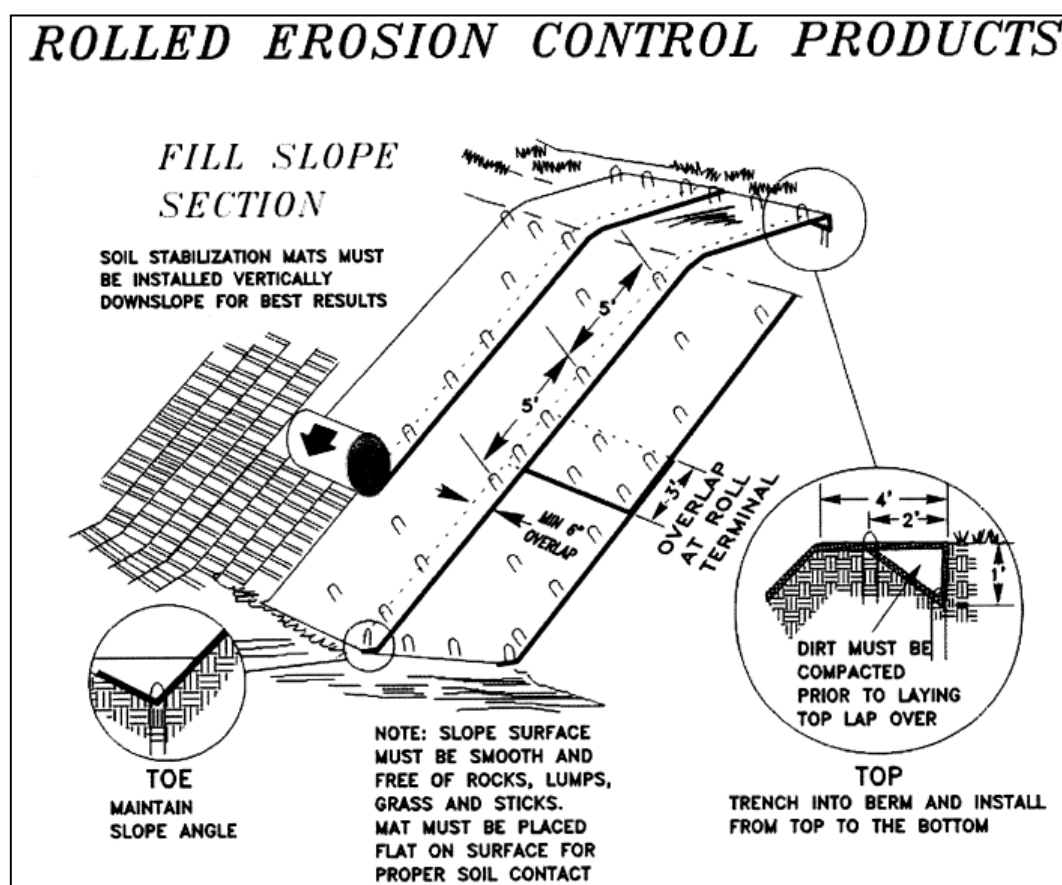 ROLLED EROSION CONTROL PRODUCTS
FILL SLOPE
SECTION
SOIL STABILIZATION MATS MUST
BE INSTALLED VERTICALLY
DOWNSLOPE FOR BEST RESULTS
5'
5'
MIN 6"
OVERLAP
3'
OVERLAP
AT ROLL
TERMINAL
4'
2'
1'
DIRT MUST BE
COMPACTED
PRIOR TO LAYING
TOP LAP OVER
TOE
MAINTAIN
SLOPE ANGLE
NOTE: SLOPE SURFACE
MUST BE SMOOTH AND
FREE OF ROCKS, LUMPS,
GRASS AND STICKS.
MAT MUST BE PLACED
FLAT ON SURFACE FOR
PROPER SOIL CONTACT
TOP
TRENCH INTO BERM AND INSTALL
FROM TOP TO THE BOTTOM